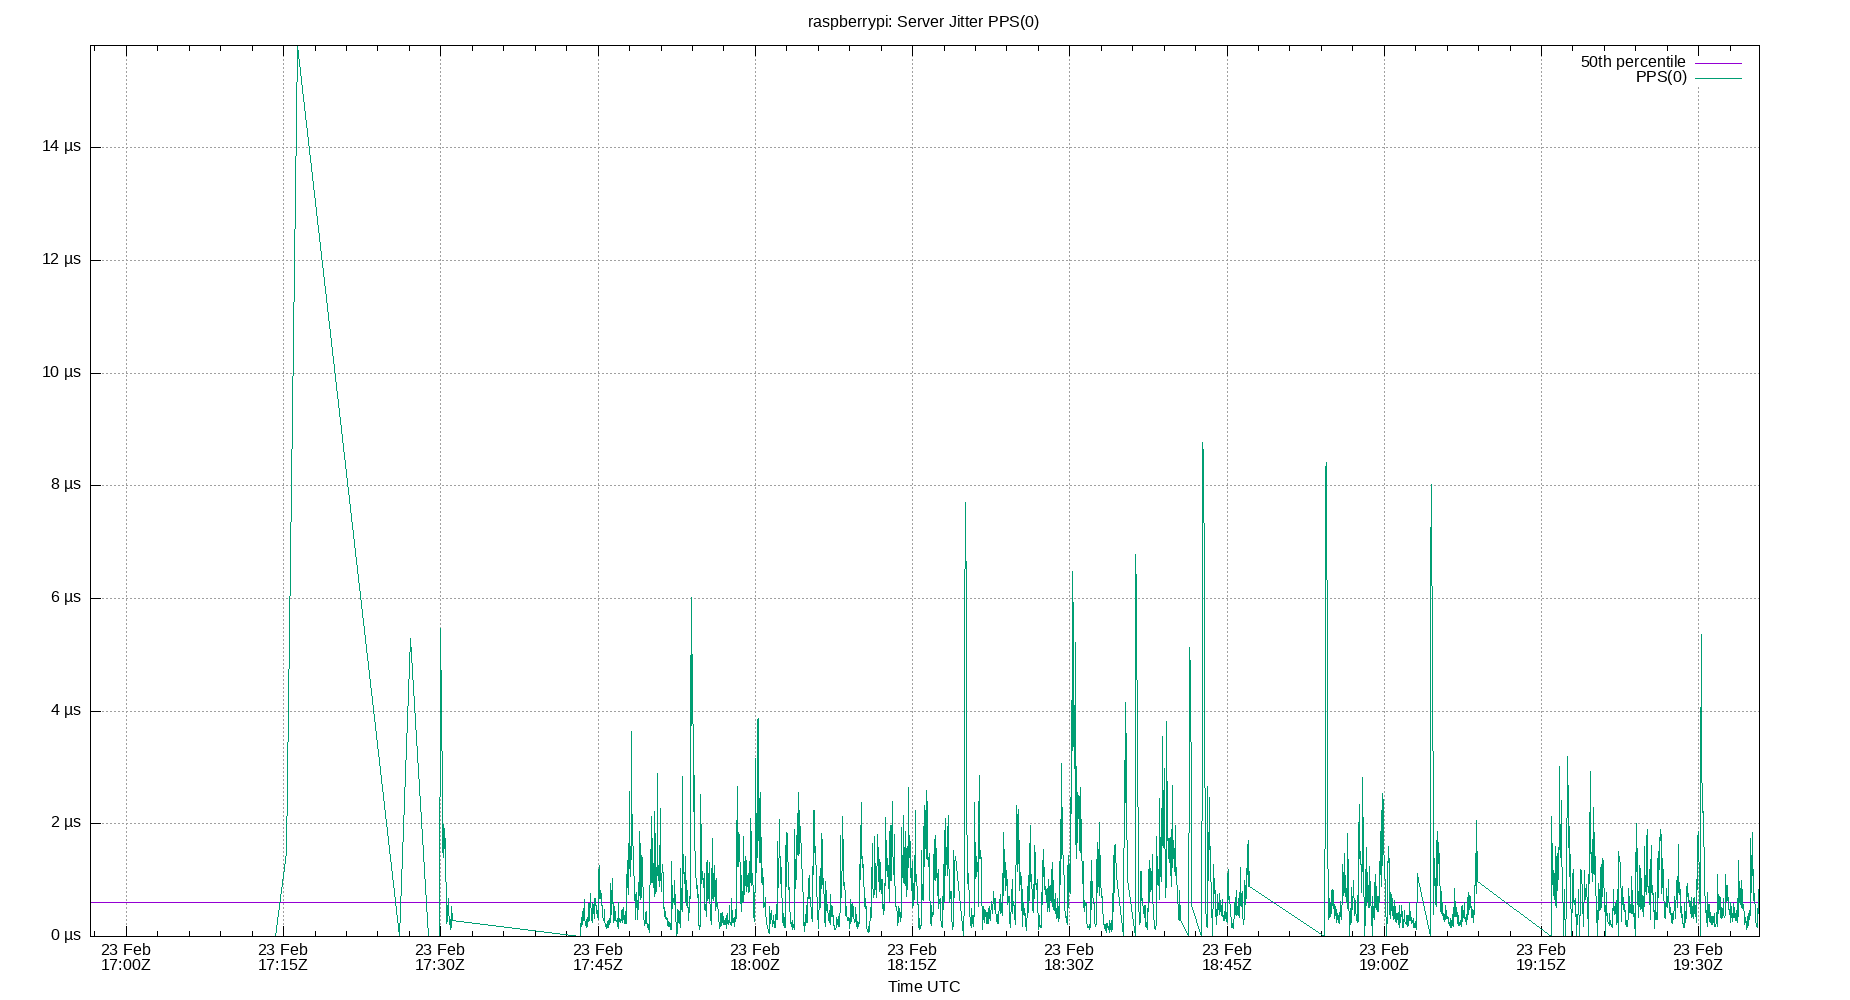 raspberrypi: Server Jitter PPS(0)
50th percentile
PPS(0)
14 µs
12 µs
10 µs
8 µs
6 µs
4 µs
2 µs
0 µs
23 Feb 23 Feb 23 Feb 23 Feb 23 Feb 23 Feb 23 Feb 23 Feb 23 Feb 23 Feb 23 Feb
17:00Z 17:15Z 17:30Z 17:45Z 18:00Z 18:15Z 18:30Z 18:45Z 19:00Z 19:15Z 19:30Z
Time UTC